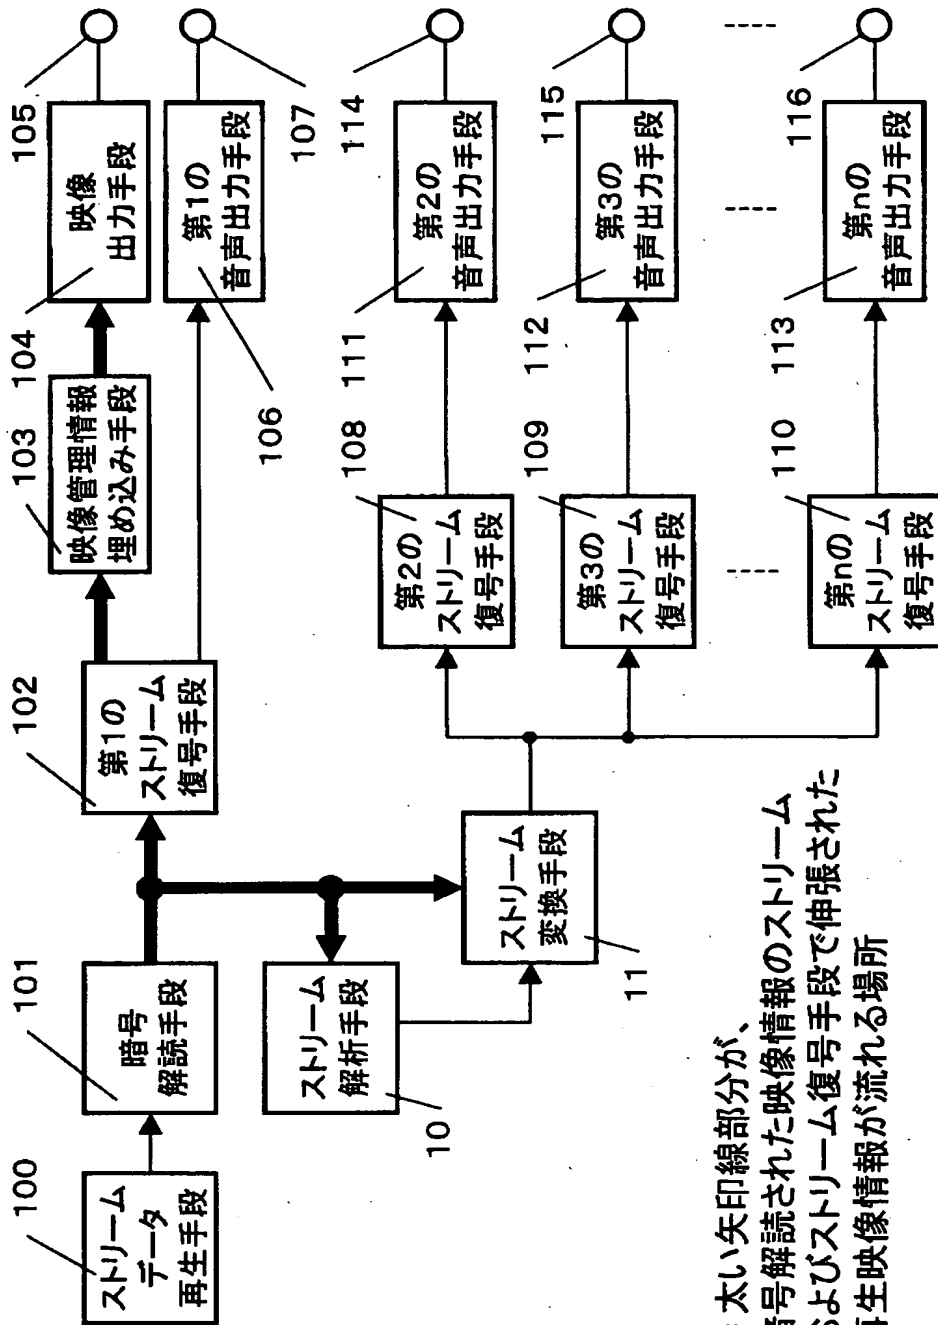 100
ストリーム
データ
再生手段
101
暗号
解読手段
102
第1の
ストリーム
復号手段
103
映像管理情報
埋め込み手段
104
映像
出力手段
105
第1の
音声出力手段
106
107
ストリーム
解析手段
10
ストリーム
変換手段
11
108
第2の
ストリーム
復号手段
111
第2の
音声出力手段
114
109
第3の
ストリーム
復号手段
112
第3の
音声出力手段
115
110
第nの
ストリーム
復号手段
113
第nの
音声出力手段
116
太い矢印線部分が、
暗号解読された映像情報のストリーム
およびストリーム復号手段で伸張された
再生映像情報が流れる場所